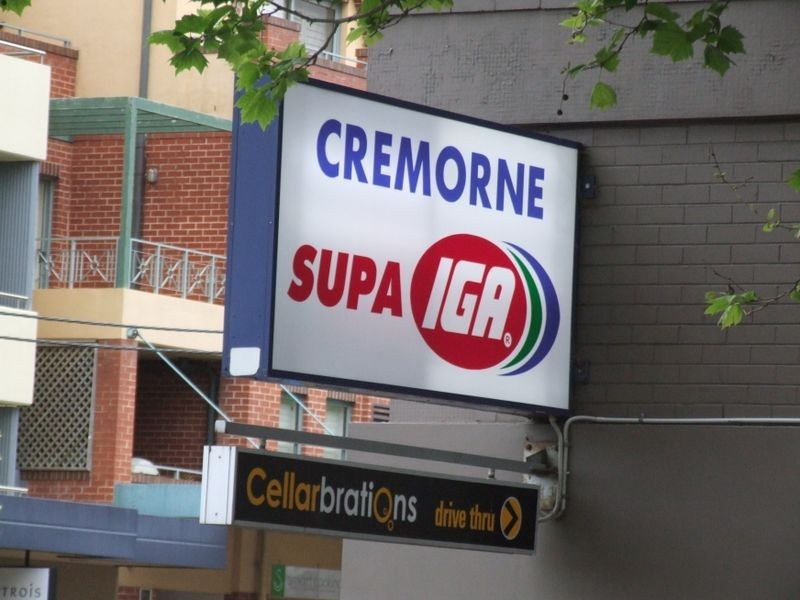 CREMORNE
SUPA IGA®
Cellarbrations drive thru
TROIS